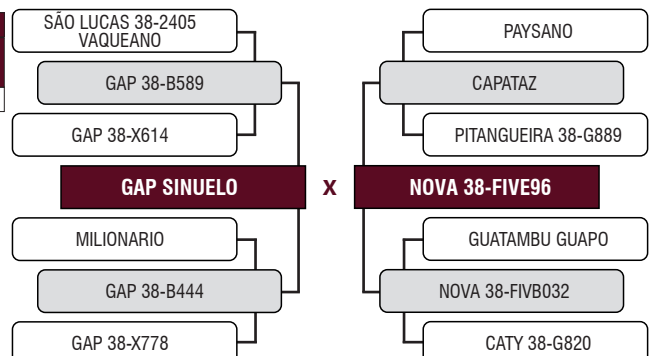 SÃO LUCAS 38-2405
VAQUEANO
GAP 38-B589
GAP 38-X614
GAP SINUELO
MILIONARIO
GAP 38-B444
GAP 38-X778
X
PAYSANO
CAPATAZ
PITANGUEIRA 38-G889
NOVA 38-FIVE96
GUATAMBU GUAPO
NOVA 38-FIVB032
CATY 38-G820